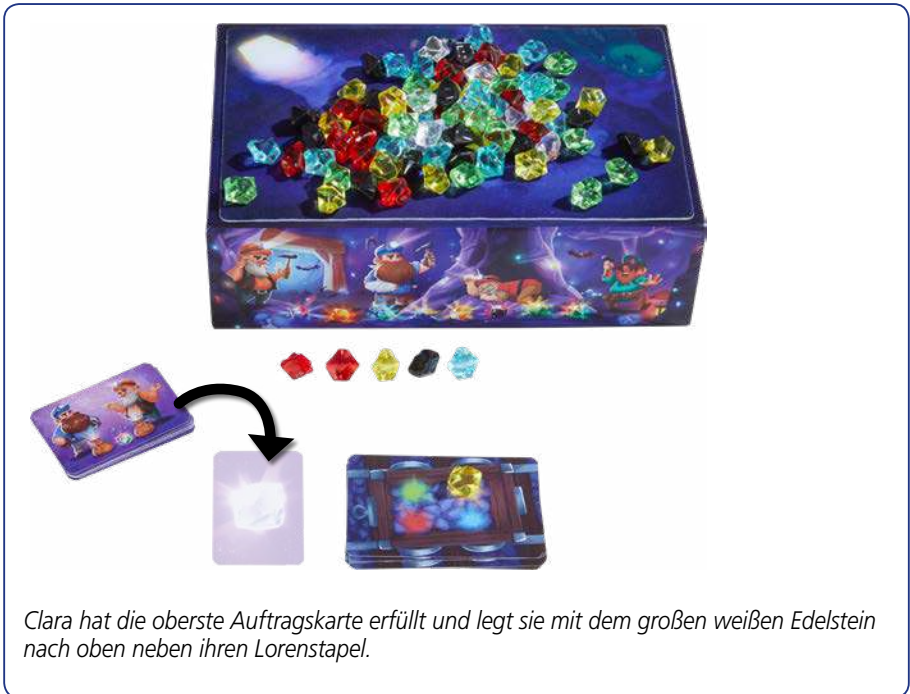 Clara hat die oberste Auftragskarte erfüllt und legt sie mit dem großen weißen Edelstein
nach oben neben ihren Lorenstapel.